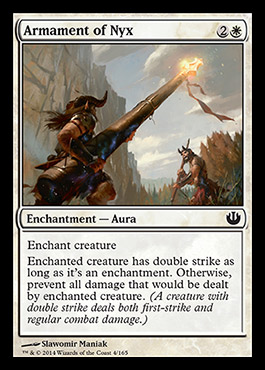 Armament of Nyx 2
Enchantment — Aura
Enchant creature
Enchanted creature has double strike as
long as it's an enchantment. Otherwise,
prevent all damage that would be dealt
by enchanted creature. (A creature with
double strike deals both first-strike and
regular combat damage.)
Slawomir Maniak
™ & © 2014 Wizards of the Coast 4/165